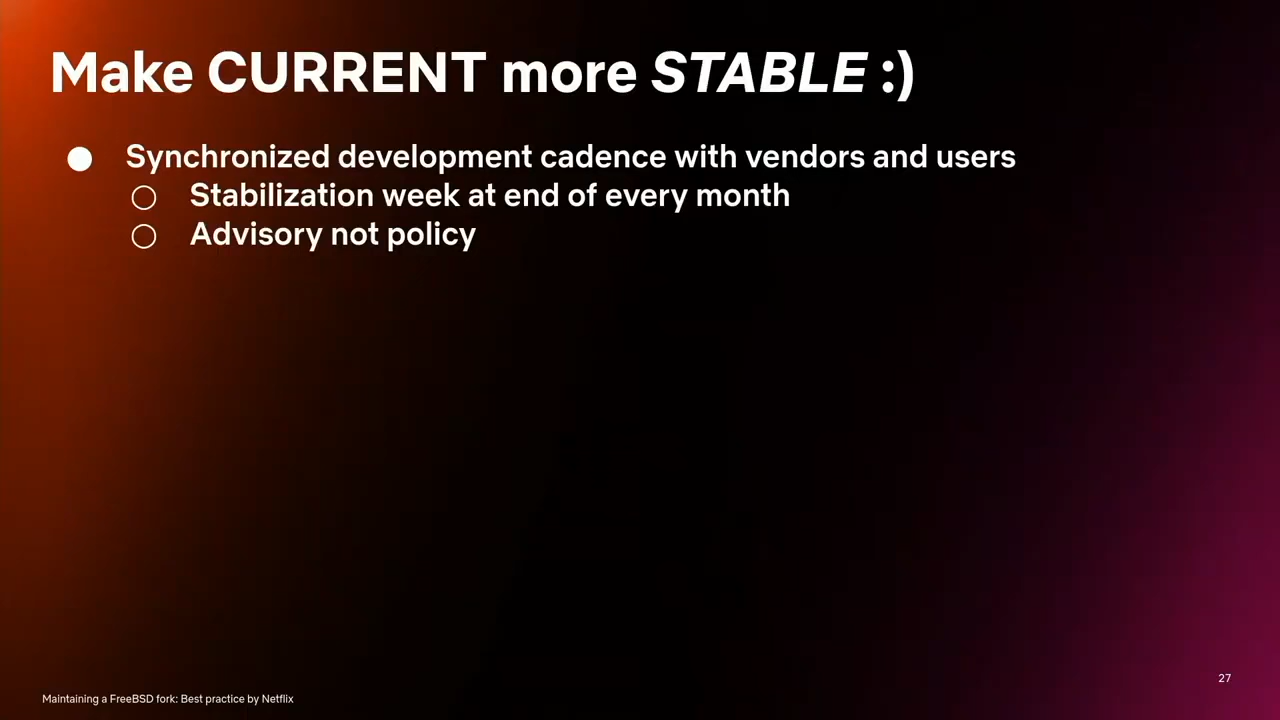 Make CURRENT more STABLE :)
● Synchronized development cadence with vendors and users
○ Stabilization week at end of every month
○ Advisory not policy
27
Maintaining a FreeBSD fork: Best practice by Netflix